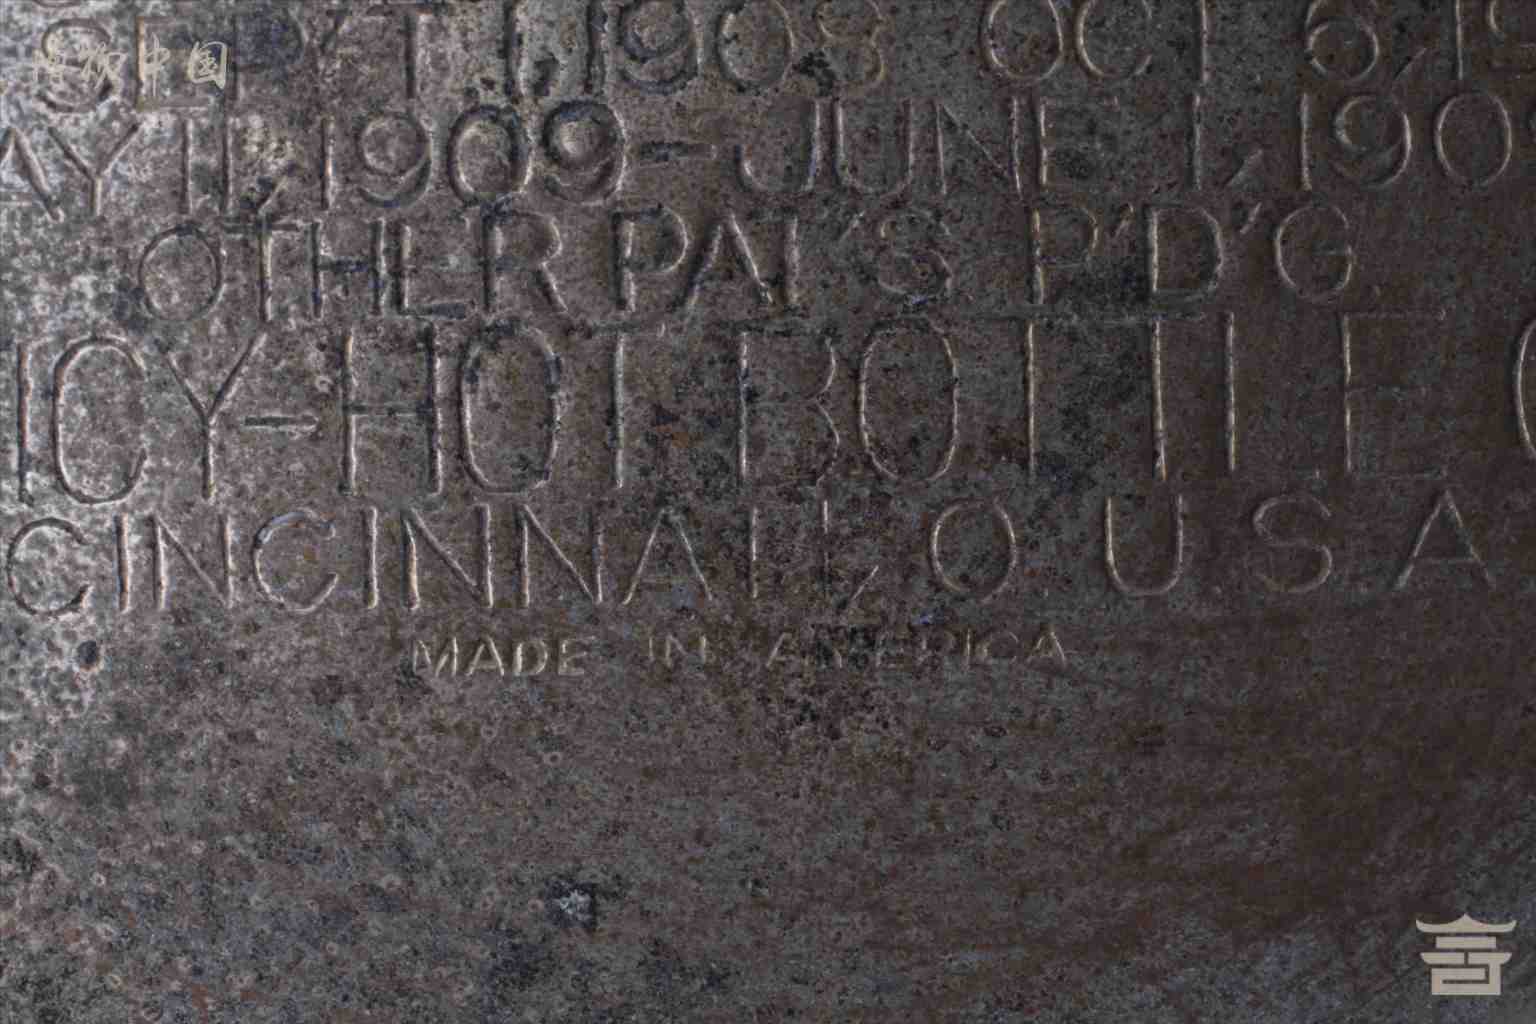 博物中国
SEPT 1,1908 OCT 6,19
AY 11,1909-JUNE 1,190
OTHER PAT'S P'D'G
ICY-HOT BOTTLE C
CINCINNATI, O U S A
MADE IN AMERICA